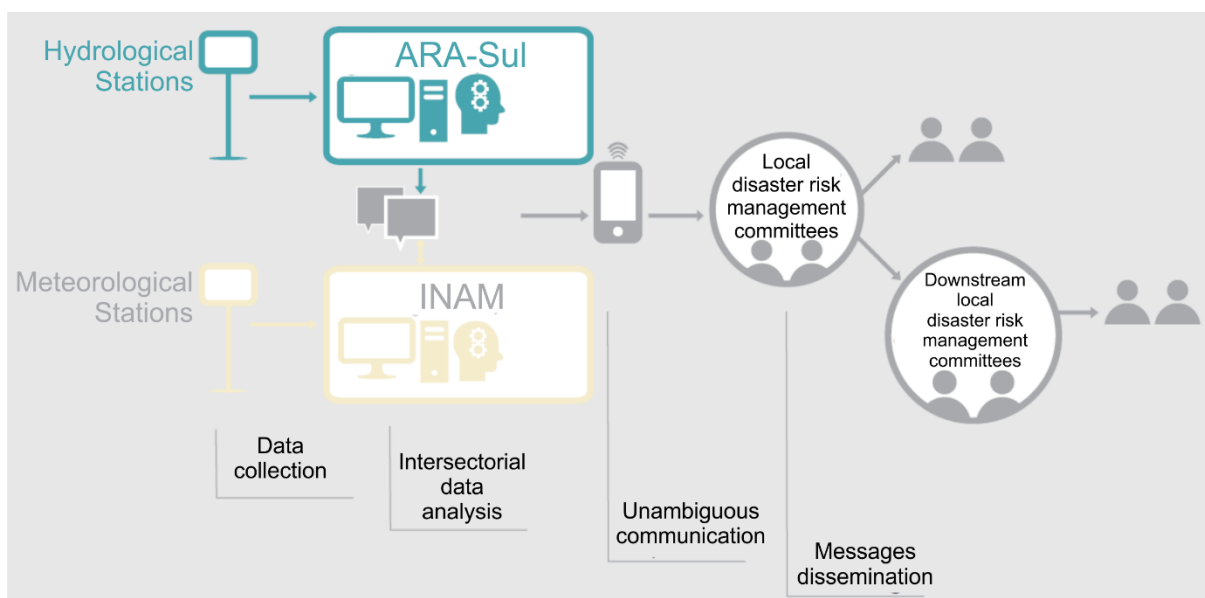 Hydrological
Stations
ARA-Sul
Local
disaster risk
management
committees
Meteorological
Stations
INAM
Downstream
local
disaster risk
management
committees
Data
collection
Intersectorial
data
analysis
Unambiguous
communication
Messages
dissemination